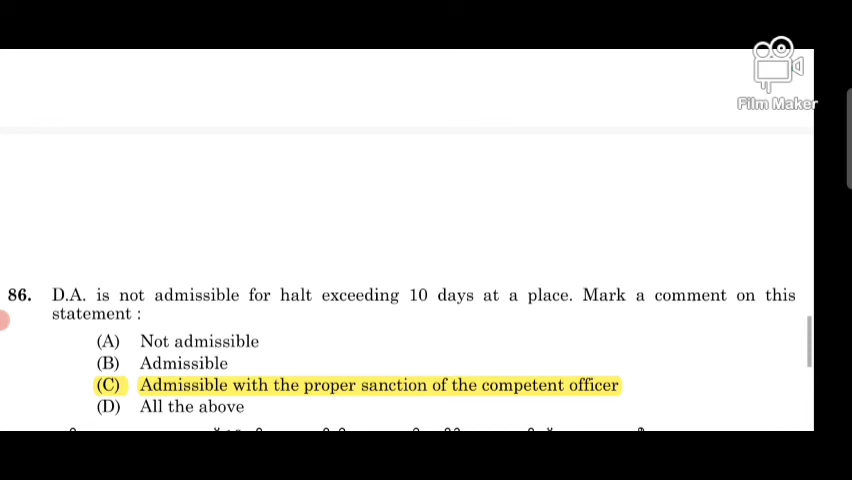 Film Maker
86. D.A. is not admissible for halt exceeding 10 days at a place. Mark a comment on this
statement :
(A) Not admissible
(B) Admissible
(C) Admissible with the proper sanction of the competent officer
(D) All the above